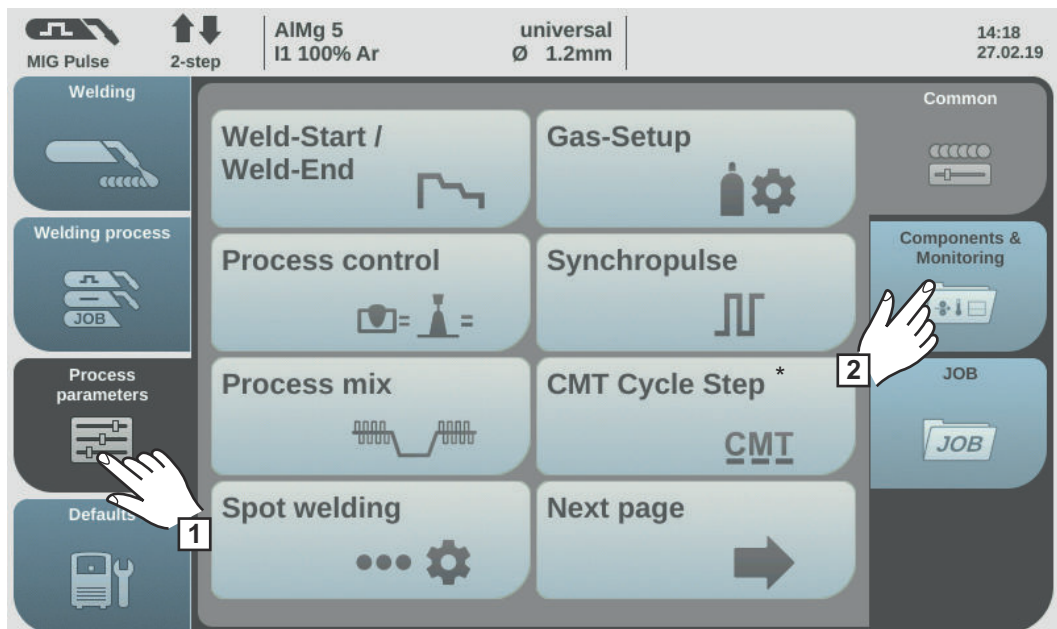 MIG Pulse
2-step
AlMg 5
I1 100% Ar
universal
Ø 1.2mm
14:18
27.02.19
Welding
Welding process
JOB
Process
parameters
Defaults
1
Weld-Start /
Weld-End
Gas-Setup
Process control
= =
Synchropulse
Process mix
CMT Cycle Step *
CMT
Spot welding
Next page
Common
Components &
Monitoring
2
JOB
JOB